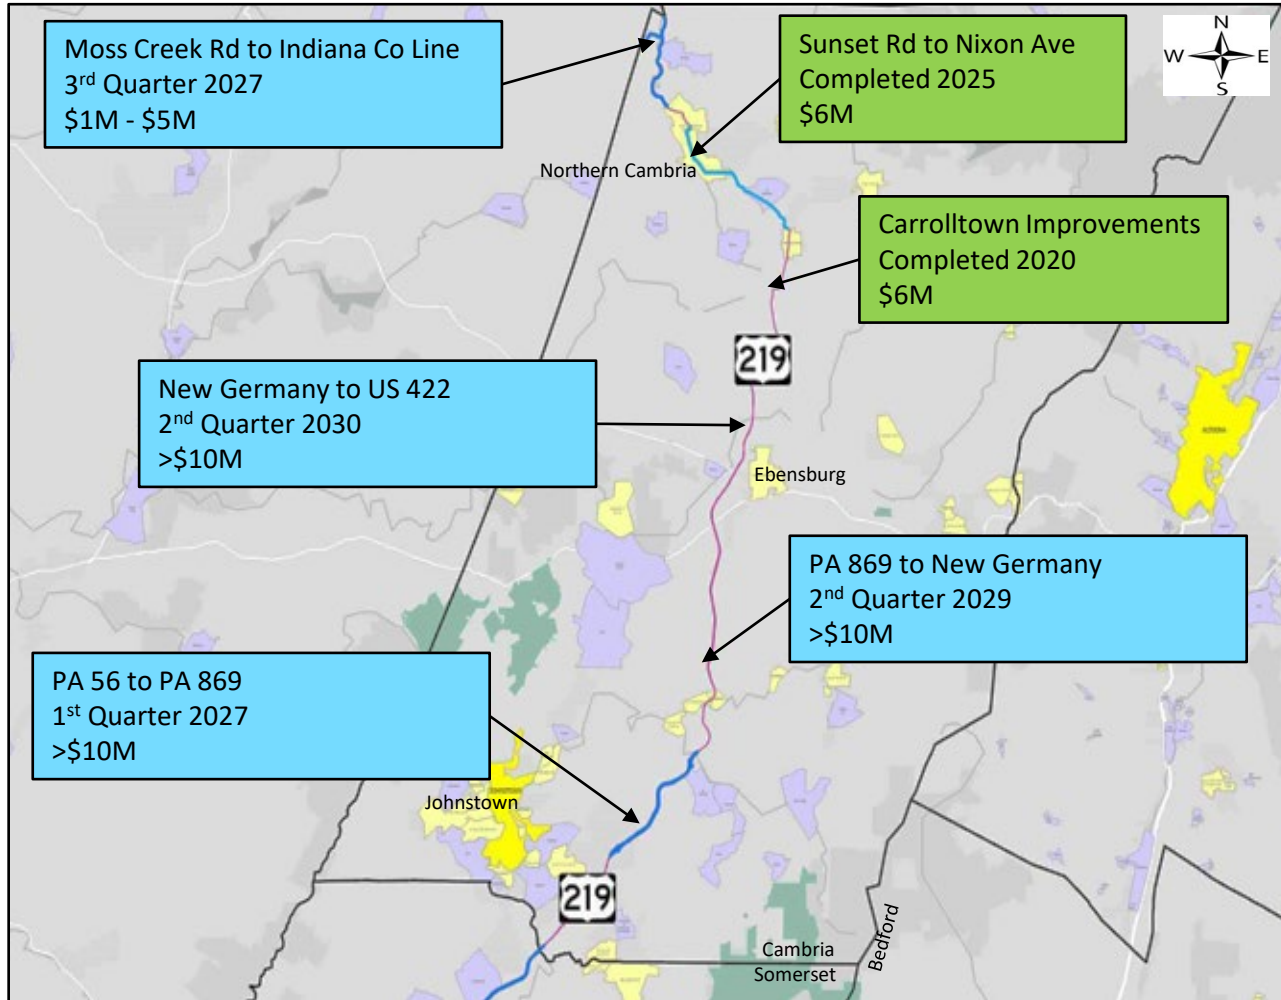 Moss Creek Rd to Indiana Co Line
3rd Quarter 2027
$1M - $5M
Sunset Rd to Nixon Ave
Completed 2025
$6M
N
W E
S
Northern Cambria
Carrolltown Improvements
Completed 2020
$6M
219
New Germany to US 422
2nd Quarter 2030
>$10M
Ebensburg
PA 869 to New Germany
2nd Quarter 2029
>$10M
PA 56 to PA 869
1st Quarter 2027
>$10M
Johnstown
219
Cambria
Somerset
Bedford